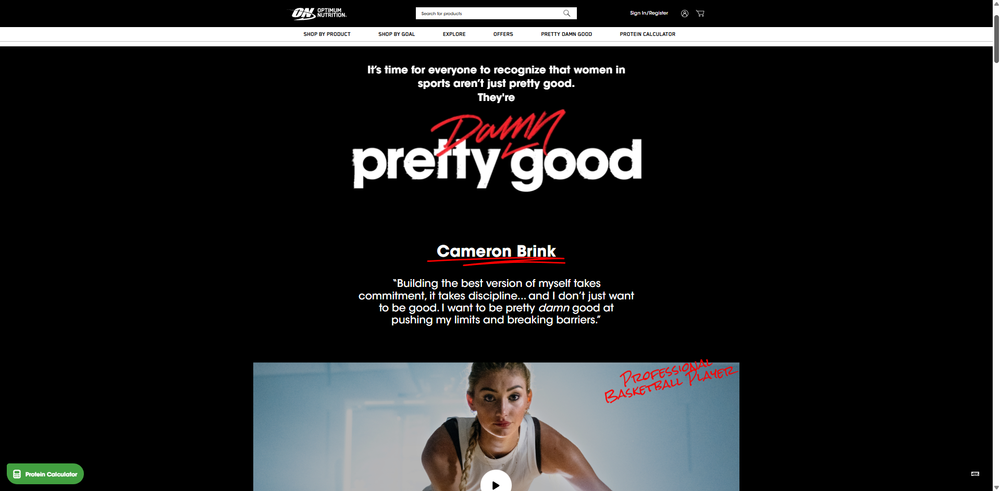 ON OPTIMUM
NUTRITION
Search for products
Sign In/Register
SHOP BY PRODUCT
SHOP BY GOAL
EXPLORE
OFFERS
PRETTY DAMN GOOD
PROTEIN CALCULATOR
It's time for everyone to recognize that women in
sports aren't just pretty good.
They're
Damn
pretty good
Cameron Brink
“Building the best version of myself takes
commitment, it takes discipline... and I don't just want
to be good. I want to be pretty damn good at
pushing my limits and breaking barriers.”
PROFESSIONAL
BASKETBALL PLAYER
Protein Calculator
ON